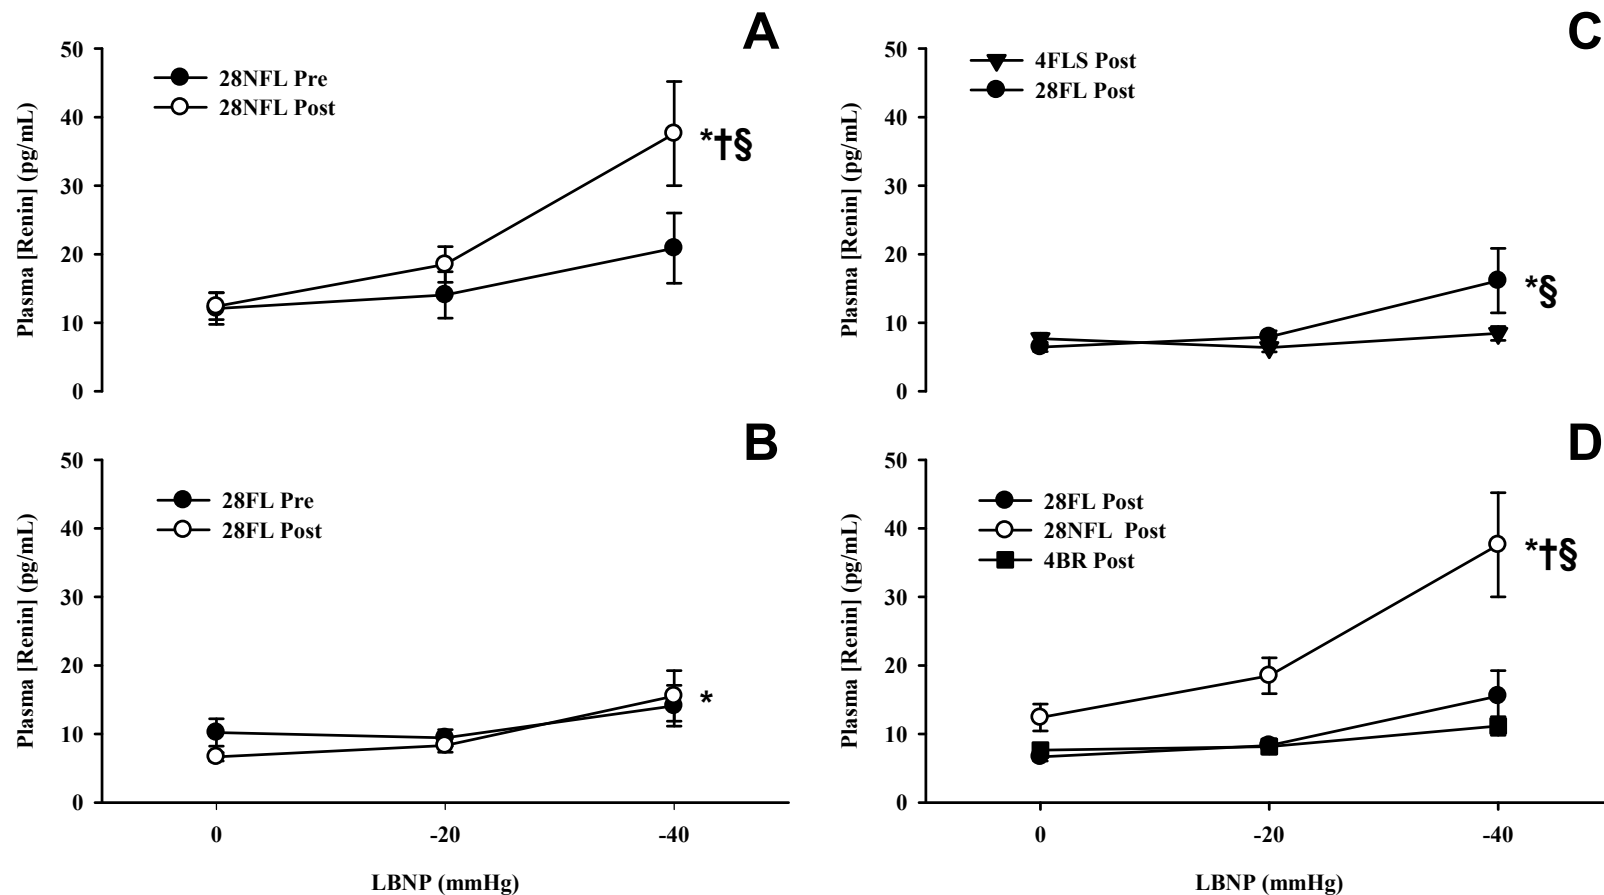 A
50
40
30
20
10
0
Plasma [Renin] (pg/mL)
28NFL Pre
28NFL Post
*†§
B
50
40
30
20
10
0
Plasma [Renin] (pg/mL)
28FL Pre
28FL Post
*
0
-20
-40
LBNP (mmHg)
C
50
40
30
20
10
0
Plasma [Renin] (pg/mL)
4FLS Post
28FL Post
*§
D
50
40
30
20
10
0
Plasma [Renin] (pg/mL)
28FL Post
28NFL  Post
4BR Post
*†§
0
-20
-40
LBNP (mmHg)